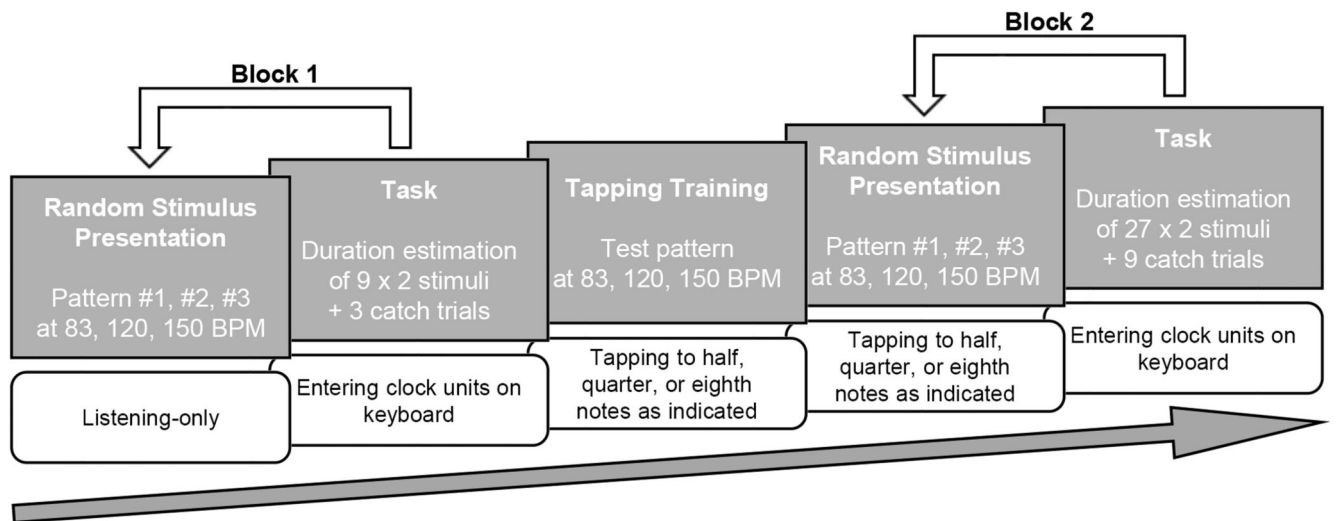 Block 1
Random Stimulus
Presentation
Pattern #1, #2, #3
at 83, 120, 150 BPM
Listening-only
Task
Duration estimation
of 9 x 2 stimuli
+ 3 catch trials
Entering clock units on
keyboard
Tapping Training
Test pattern
at 83, 120, 150 BPM
Tapping to half,
quarter, or eighth
notes as indicated
Block 2
Random Stimulus
Presentation
Pattern #1, #2, #3
at 83, 120, 150 BPM
Tapping to half,
quarter, or eighth
notes as indicated
Task
Duration estimation
of 27 x 2 stimuli
+ 9 catch trials
Entering clock units on
keyboard